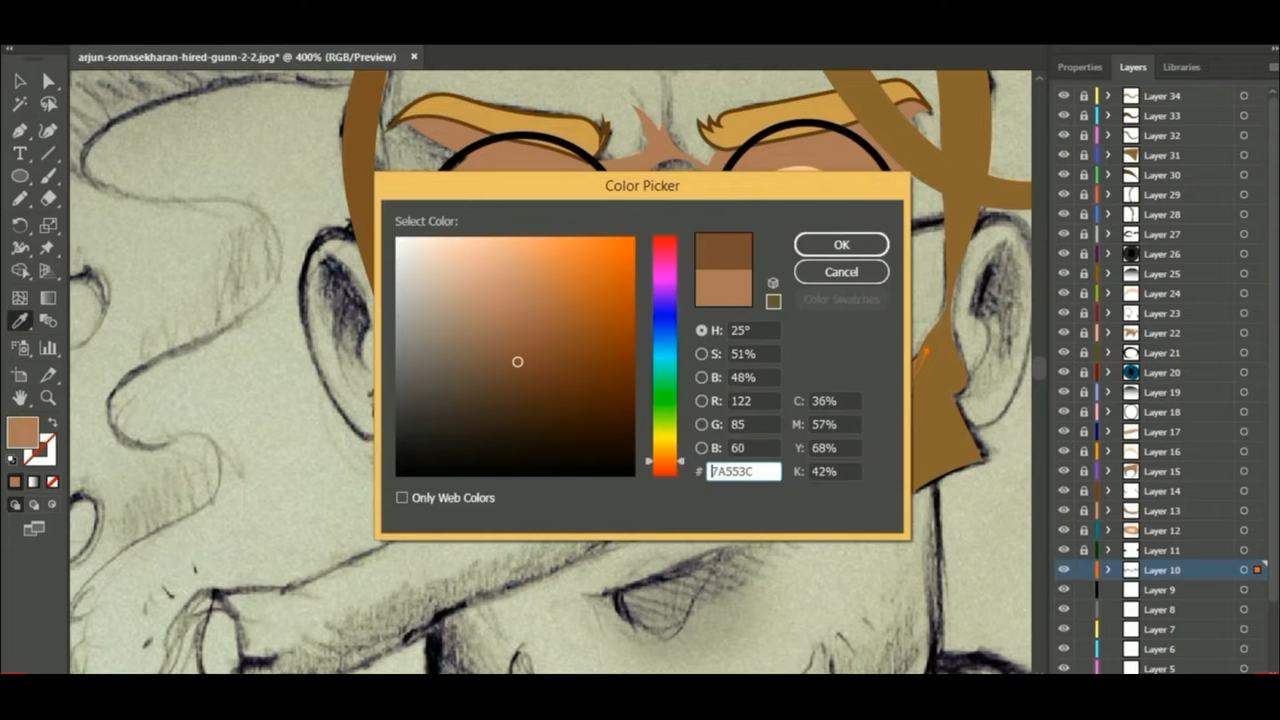 arjun-somasekharan-hired-gunn-2-2.jpg* @ 400% (RGB/Preview) ×
Properties Layers Libraries
Color Picker
Select Color:
OK
Cancel
Color Swatches
H: 25°
S: 51%
B: 48%
R: 122 C: 36%
G: 85 M: 57%
B: 60 Y: 68%
# 7A553C K: 42%
Only Web Colors
Layer 34
Layer 33
Layer 32
Layer 31
Layer 30
Layer 29
Layer 28
Layer 27
Layer 26
Layer 25
Layer 24
Layer 23
Layer 22
Layer 21
Layer 20
Layer 19
Layer 18
Layer 17
Layer 16
Layer 15
Layer 14
Layer 13
Layer 12
Layer 11
Layer 10
Layer 9
Layer 8
Layer 7
Layer 6
Layer 5